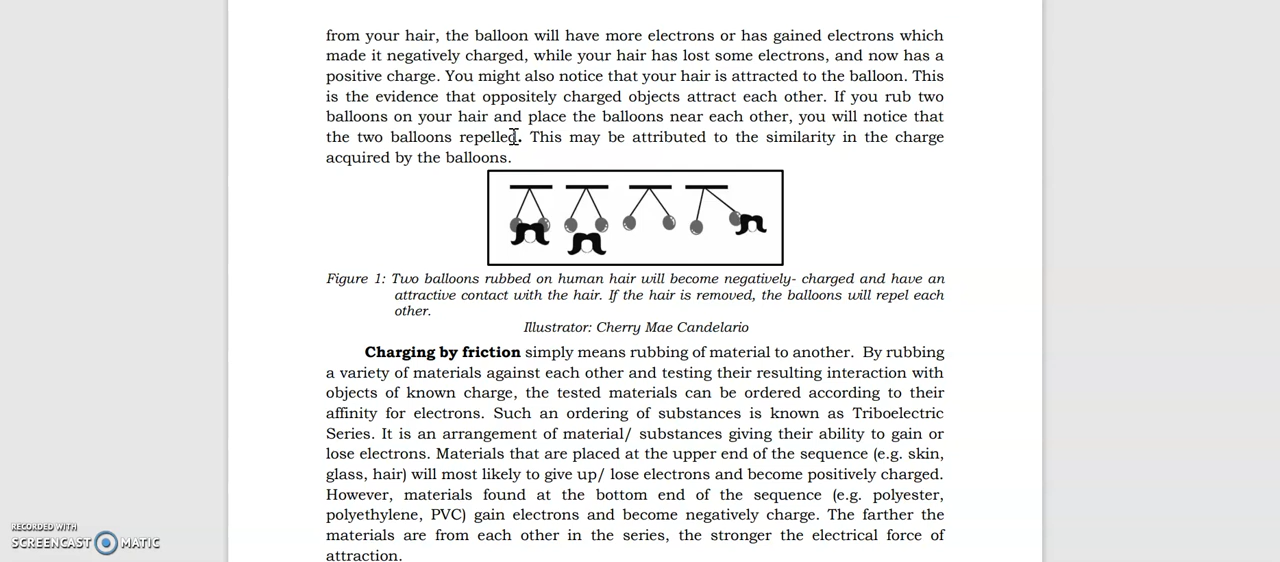 from your hair, the balloon will have more electrons or has gained electrons which
made it negatively charged, while your hair has lost some electrons, and now has a
positive charge. You might also notice that your hair is attracted to the balloon. This
is the evidence that oppositely charged objects attract each other. If you rub two
balloons on your hair and place the balloons near each other, you will notice that
the two balloons repelled. This may be attributed to the similarity in the charge
acquired by the balloons.
Figure 1: Two balloons rubbed on human hair will become negatively- charged and have an
attractive contact with the hair. If the hair is removed, the balloons will repel each
other.
Illustrator: Cherry Mae Candelario
Charging by friction simply means rubbing of material to another. By rubbing
a variety of materials against each other and testing their resulting interaction with
objects of known charge, the tested materials can be ordered according to their
affinity for electrons. Such an ordering of substances is known as Triboelectric
Series. It is an arrangement of material/ substances giving their ability to gain or
lose electrons. Materials that are placed at the upper end of the sequence (e.g. skin,
glass, hair) will most likely to give up/ lose electrons and become positively charged.
However, materials found at the bottom end of the sequence (e.g. polyester,
polyethylene, PVC) gain electrons and become negatively charge. The farther the
materials are from each other in the series, the stronger the electrical force of
attraction.
RECORDED WITH
SCREENCAST MATIC